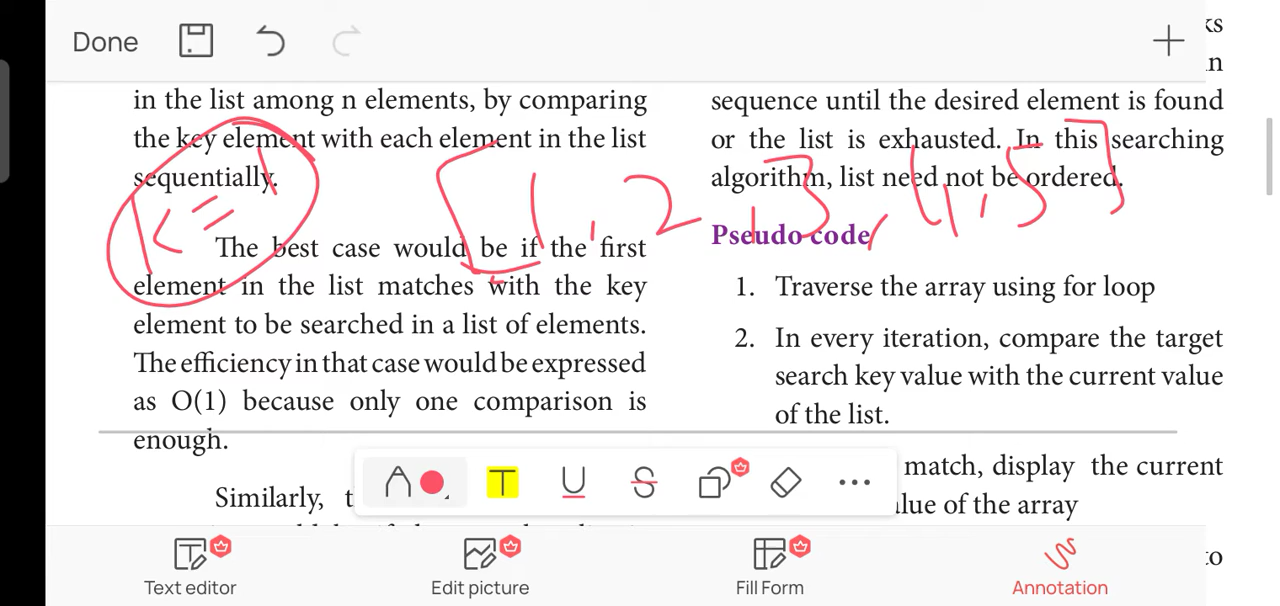 Done
in the list among n elements, by comparing
the key element with each element in the list
sequentially.
The best case would be if the first
element in the list matches with the key
element to be searched in a list of elements.
The efficiency in that case would be expressed
as O(1) because only one comparison is
enough.
Similarly,
K = 1
[1, 2, 3, 4, 5]
sequence until the desired element is found
or the list is exhausted. In this searching
algorithm, list need not be ordered.
Pseudo code
1. Traverse the array using for loop
2. In every iteration, compare the target
search key value with the current value
of the list.
match, display the current
of the array
to
T U S
Text editor
Edit picture
Fill Form
Annotation